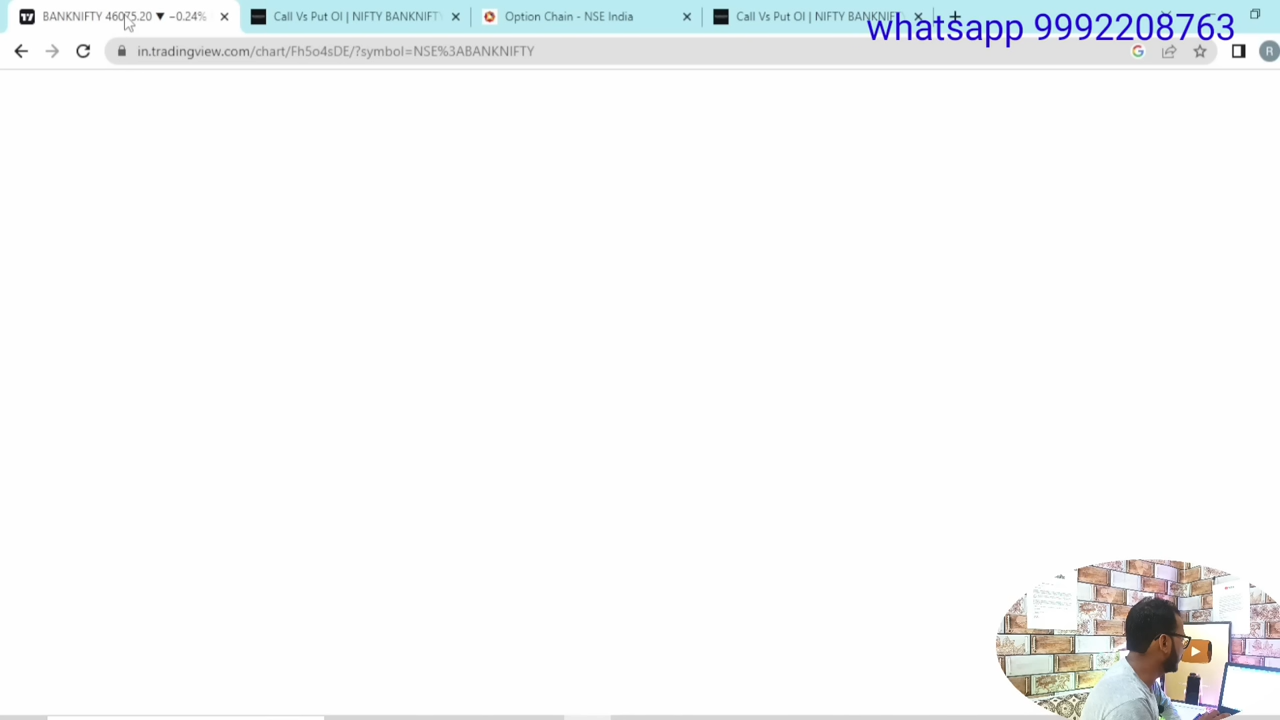 BANKNIFTY 46075.20 ▼ −0.24%
Call Vs Put OI | NIFTY BANKNIFT
Option Chain - NSE India
Call Vs Put OI | NIFTY BANKNIF
whatsapp 9992208763
in.tradingview.com/chart/Fh5o4sDE/?symbol=NSE%3ABANKNIFTY
R